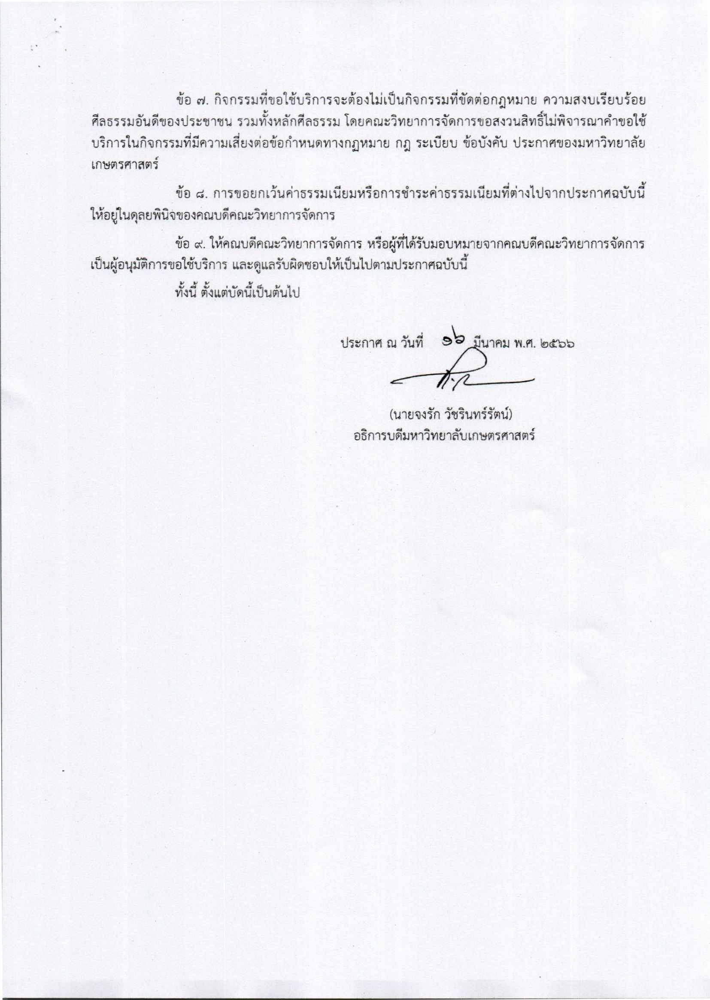 ข้อ ๗. กิจกรรมที่ขอใช้บริการจะต้องไม่เป็นกิจกรรมที่ขัดต่อกฎหมาย ความสงบเรียบร้อย
ศีลธรรมอันดีของประชาชน รวมทั้งหลักศีลธรรม โดยคณะวิทยาการจัดการขอสงวนสิทธิ์ไม่พิจารณาคำขอใช้
บริการในกิจกรรมที่มีความเสี่ยงต่อข้อกำหนดทางกฎหมาย กฎ ระเบียบ ข้อบังคับ ประกาศของมหาวิทยาลัย
เกษตรศาสตร์
ข้อ ๘. การขอยกเว้นค่าธรรมเนียมหรือการชำระค่าธรรมเนียมที่ต่างไปจากประกาศฉบับนี้
ให้อยู่ในดุลยพินิจของคณบดีคณะวิทยาการจัดการ
ข้อ ๙. ให้คณบดีคณะวิทยาการจัดการ หรือผู้ที่ได้รับมอบหมายจากคณบดีคณะวิทยาการจัดการ
เป็นผู้อนุมัติการขอใช้บริการ และดูแลรับผิดชอบให้เป็นไปตามประกาศฉบับนี้
ทั้งนี้ ตั้งแต่บัดนี้เป็นต้นไป
ประกาศ ณ วันที่ ๑๖ มีนาคม พ.ศ. ๒๕๖๖
(นายจงรัก วัชรินทร์รัตน์)
อธิการบดีมหาวิทยาลับเกษตรศาสตร์